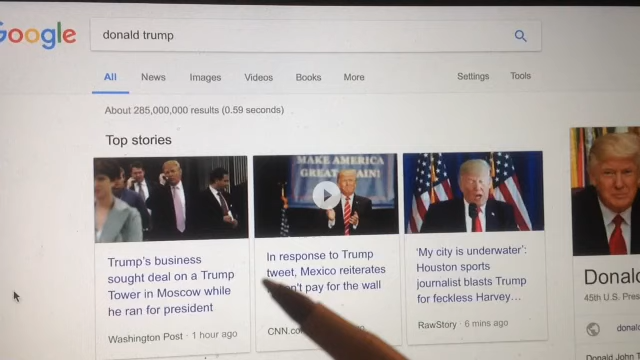 Google
donald trump
All News Images Videos Books More Settings Tools
About 285,000,000 results (0.59 seconds)
Top stories
MAKE AMERICA
GREAT AGAIN!
Trump's business
sought deal on a Trump
Tower in Moscow while
he ran for president
Washington Post · 1 hour ago
In response to Trump
tweet, Mexico reiterates
pay for the wall
CNN.co
'My city is underwater':
Houston sports
journalist blasts Trump
for feckless Harvey...
RawStory · 6 mins ago
Donald
45th U.S. Pres
donal
Donald John T